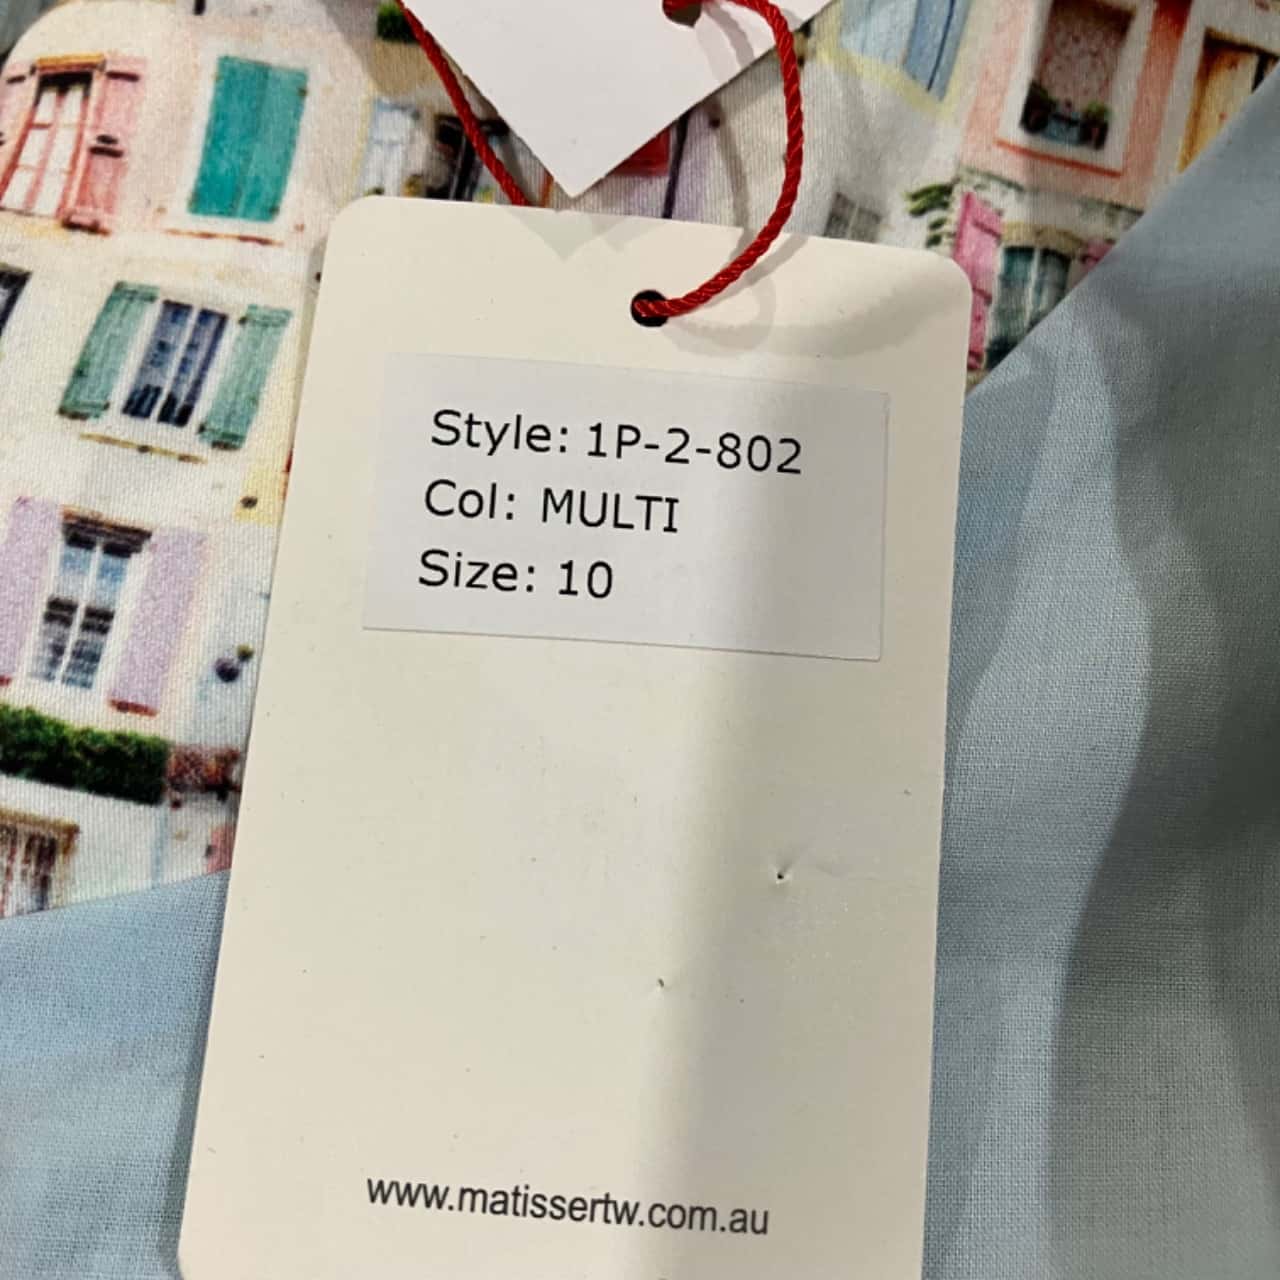 Style: 1P-2-802
Col: MULTI
Size: 10
www.matissertw.com.au